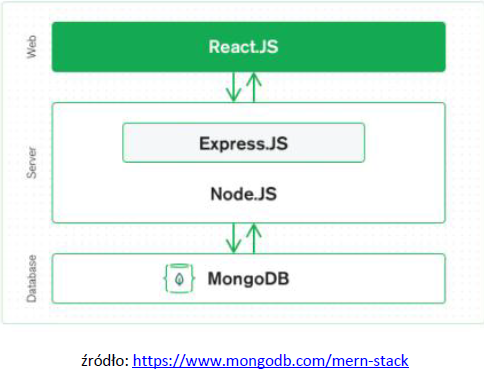 Web
React.JS
Server
Express.JS
Node.JS
Database
MongoDB
źródło: https://www.mongodb.com/mern-stack